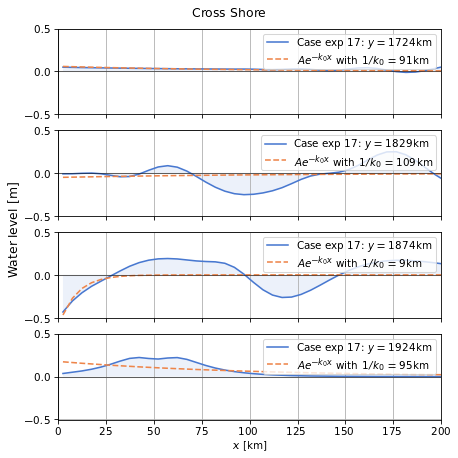 Cross Shore
0.5
0.0
−0.5
Case exp 17: y = 1724km
Ae^{−k₀x} with 1/k₀ = 91km
0.5
0.0
−0.5
Case exp 17: y = 1829km
Ae^{−k₀x} with 1/k₀ = 109km
Water level [m]
0.5
0.0
−0.5
Case exp 17: y = 1874km
Ae^{−k₀x} with 1/k₀ = 9km
0.5
0.0
−0.5
Case exp 17: y = 1924km
Ae^{−k₀x} with 1/k₀ = 95km
0 25 50 75 100 125 150 175 200
x [km]